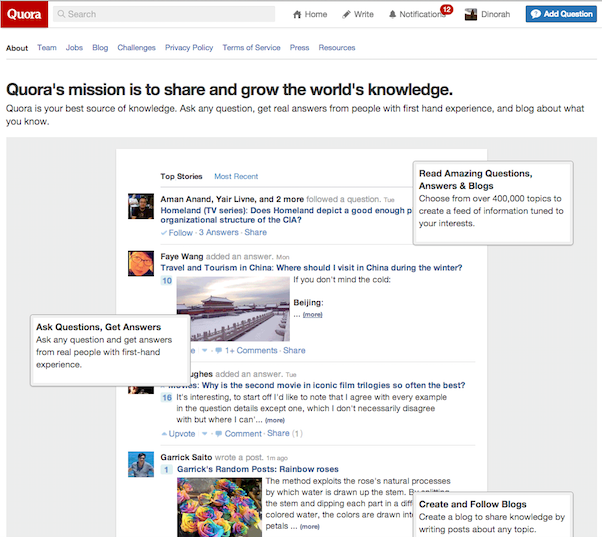 Quora
Search
Home
Write
Notifications
12
Dinorah
Add Question
About
Team
Jobs
Blog
Challenges
Privacy Policy
Terms of Service
Press
Resources
Quora's mission is to share and grow the world's knowledge.
Quora is your best source of knowledge. Ask any question, get real answers from people with first hand experience, and blog about what
you know.
Top Stories
Most Recent
Read Amazing Questions,
Answers & Blogs
Choose from over 400,000 topics to
create a feed of information tuned to
your interests.
Aman Anand, Yair Livne, and 2 more followed a question. Tue
Homeland (TV series): Does Homeland depict a good enough
organizational structure of the CIA?
Follow · 3 Answers · Share
Faye Wang added an answer. Mon
Travel and Tourism in China: Where should I visit in China during the winter?
10
If you don't mind the cold:
Beijing:
... (more)
1+ Comments · Share
Ask Questions, Get Answers
Ask any question and get answers
from real people with first-hand
experience.
added an answer. Tue
Why is the second movie in iconic film trilogies so often the best?
16
It's interesting, to start off I'd like to note that I agree with every example
in the question details except one, which I don't necessarily disagree
with but where I can'... (more)
Upvote · Comment · Share (1)
Garrick Saito wrote a post. 1m ago
1
Garrick's Random Posts: Rainbow roses
The method exploits the rose's natural processes
by which water is drawn up the stem. By splitting
the stem and dipping each part in a
colored water, the colors are drawn
petals ... (more)
Create and Follow Blogs
Create a blog to share knowledge by
writing posts about any topic.